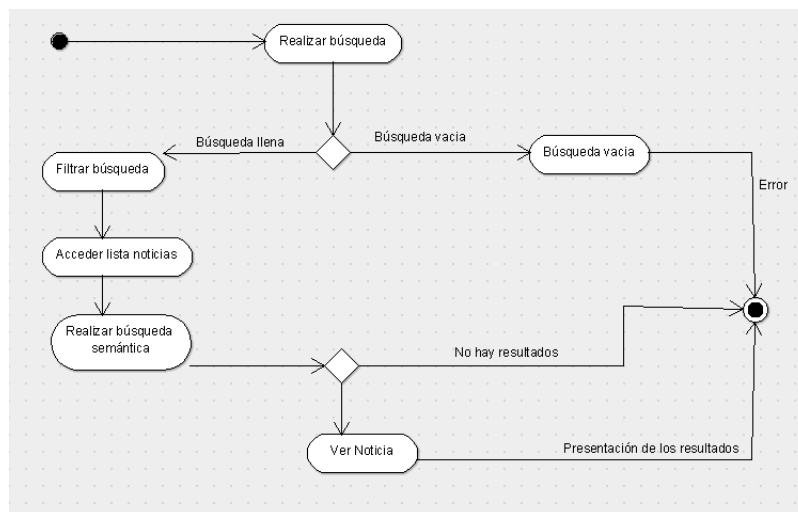 Realizar búsqueda
Búsqueda llena
Búsqueda vacia
Búsqueda vacia
Filtrar búsqueda
Error
Acceder lista noticias
Realizar búsqueda
semántica
No hay resultados
Ver Noticia
Presentación de los resultados